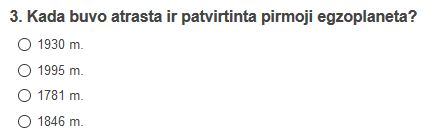 3. Kada buvo atrasta ir patvirtinta pirmoji egzoplaneta?
1930 m.
1995 m.
1781 m.
1846 m.